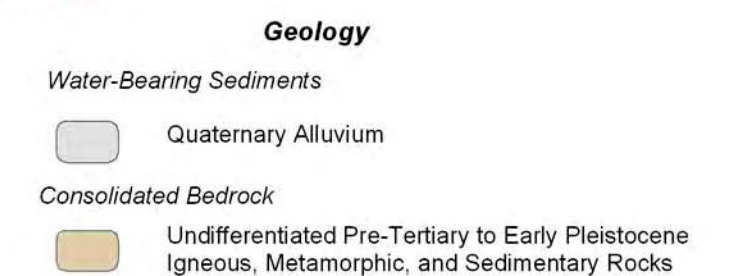 Geology
Water-Bearing Sediments
Quaternary Alluvium
Consolidated Bedrock
Undifferentiated Pre-Tertiary to Early Pleistocene
Igneous, Metamorphic, and Sedimentary Rocks